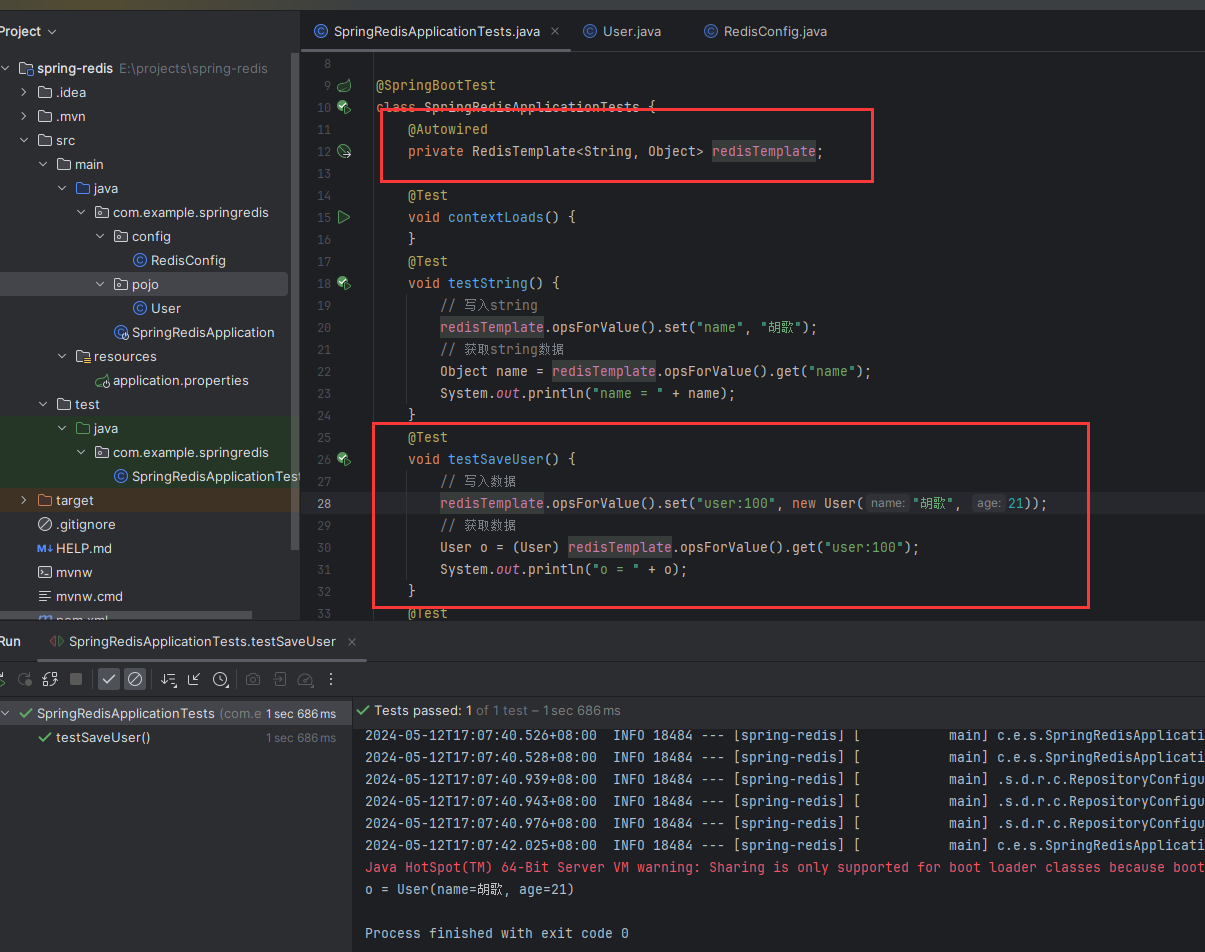 Project
SpringRedisApplicationTests.java
User.java
RedisConfig.java
spring-redis E:\projects\spring-redis
.idea
.mvn
src
main
java
com.example.springredis
config
RedisConfig
pojo
User
SpringRedisApplication
resources
application.properties
test
java
com.example.springredis
SpringRedisApplicationTest
target
.gitignore
HELP.md
mvnw
mvnw.cmd
pom.xml
8
9 @SpringBootTest
10 class SpringRedisApplicationTests {
11 @Autowired
12 private RedisTemplate<String, Object> redisTemplate;
13
14 @Test
15 void contextLoads() {
16 }
17 @Test
18 void testString() {
19 // 写入string
20 redisTemplate.opsForValue().set("name", "胡歌");
21 // 获取string数据
22 Object name = redisTemplate.opsForValue().get("name");
23 System.out.println("name = " + name);
24 }
25 @Test
26 void testSaveUser() {
27 // 写入数据
28 redisTemplate.opsForValue().set("user:100", new User( name: "胡歌", age: 21));
29 // 获取数据
30 User o = (User) redisTemplate.opsForValue().get("user:100");
31 System.out.println("o = " + o);
32 }
33 @Test
Run
SpringRedisApplicationTests.testSaveUser
SpringRedisApplicationTests (com.e 1 sec 686 ms
testSaveUser() 1 sec 686 ms
Tests passed: 1 of 1 test – 1 sec 686 ms
2024-05-12T17:07:40.526+08:00  INFO 18484 --- [spring-redis] [           main] c.e.s.SpringRedisApplicati
2024-05-12T17:07:40.528+08:00  INFO 18484 --- [spring-redis] [           main] c.e.s.SpringRedisApplicati
2024-05-12T17:07:40.939+08:00  INFO 18484 --- [spring-redis] [           main] .s.d.r.c.RepositoryConfigu
2024-05-12T17:07:40.943+08:00  INFO 18484 --- [spring-redis] [           main] .s.d.r.c.RepositoryConfigu
2024-05-12T17:07:40.976+08:00  INFO 18484 --- [spring-redis] [           main] .s.d.r.c.RepositoryConfigu
2024-05-12T17:07:42.025+08:00  INFO 18484 --- [spring-redis] [           main] c.e.s.SpringRedisApplicati
Java HotSpot(TM) 64-Bit Server VM warning: Sharing is only supported for boot loader classes because boot
o = User(name=胡歌, age=21)
Process finished with exit code 0